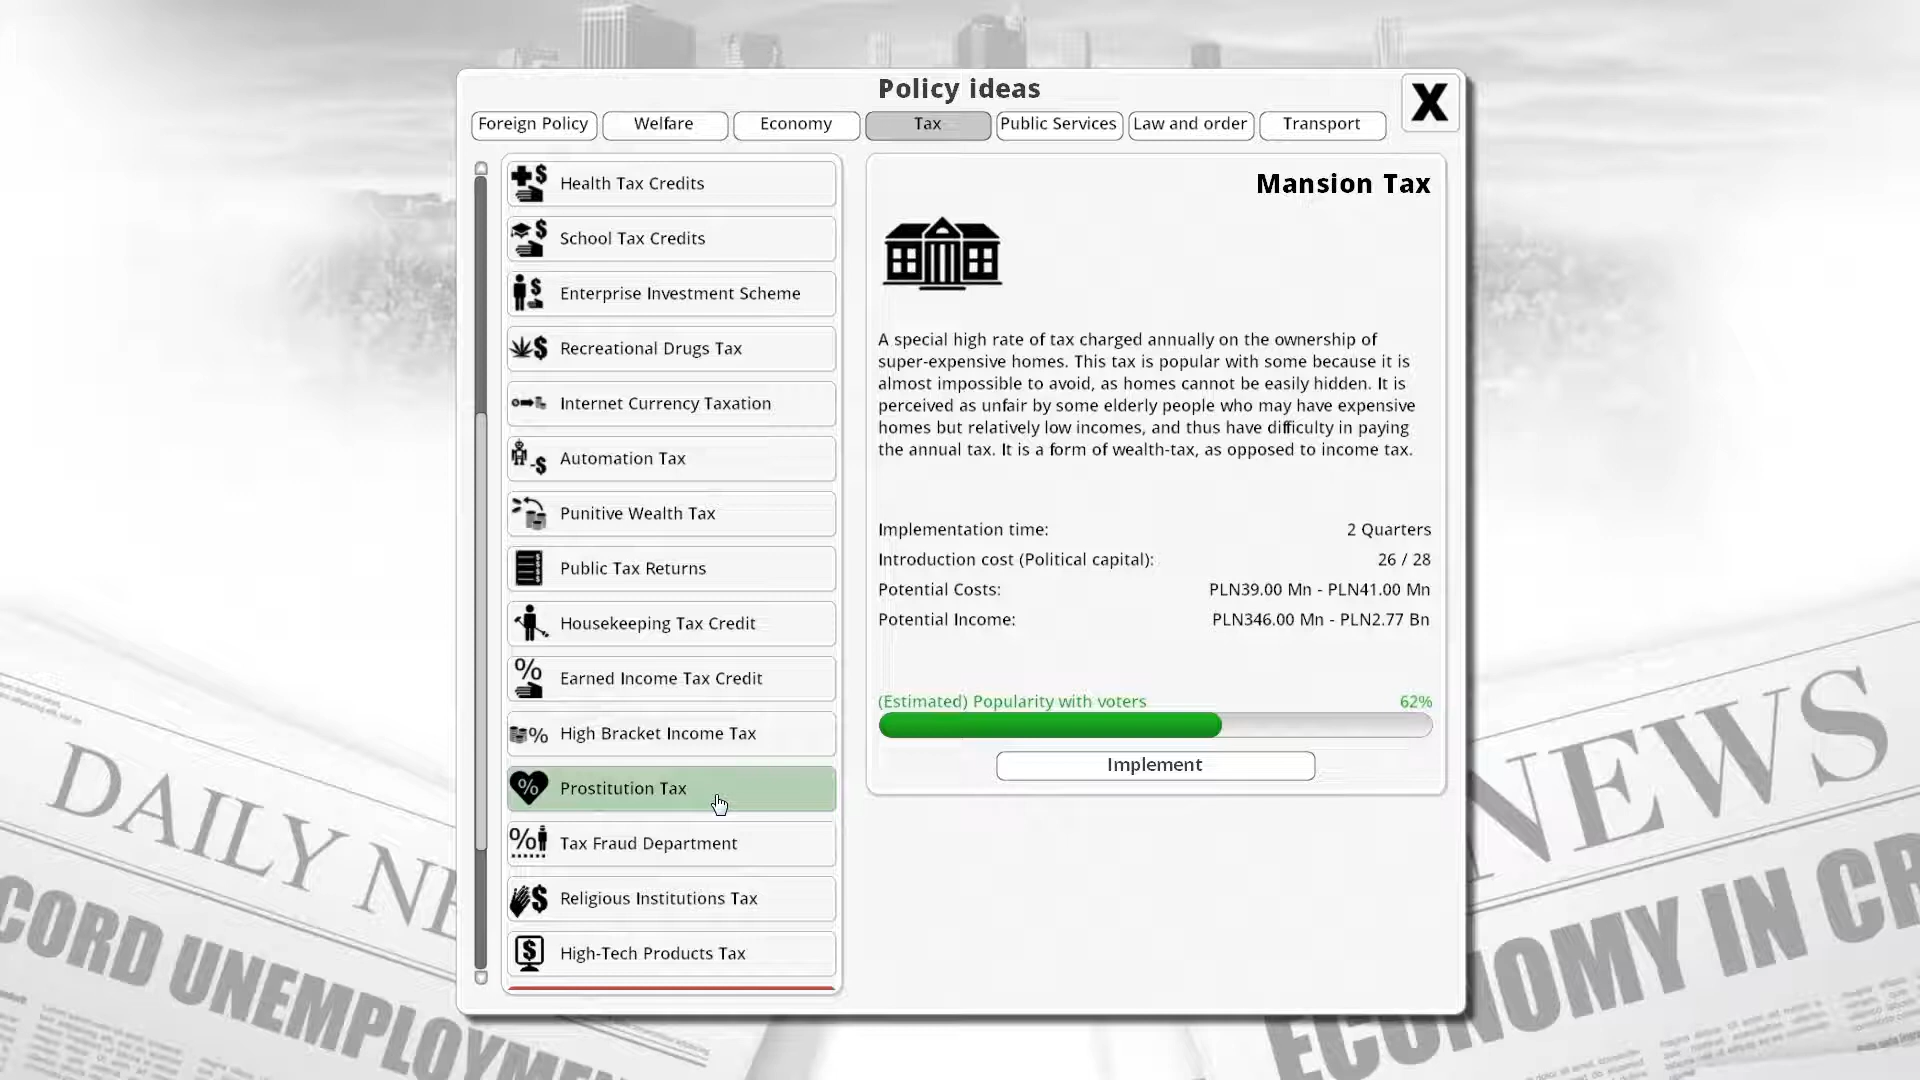 Policy ideas
X
Foreign Policy
Welfare
Economy
Tax
Public Services
Law and order
Transport
Health Tax Credits
School Tax Credits
Enterprise Investment Scheme
Recreational Drugs Tax
Internet Currency Taxation
Automation Tax
Punitive Wealth Tax
Public Tax Returns
Housekeeping Tax Credit
Earned Income Tax Credit
High Bracket Income Tax
Prostitution Tax
Tax Fraud Department
Religious Institutions Tax
High-Tech Products Tax
Mansion Tax
A special high rate of tax charged annually on the ownership of
super-expensive homes. This tax is popular with some because it is
almost impossible to avoid, as homes cannot be easily hidden. It is
perceived as unfair by some elderly people who may have expensive
homes but relatively low incomes, and thus have difficulty in paying
the annual tax. It is a form of wealth-tax, as opposed to income tax.
Implementation time: 2 Quarters
Introduction cost (Political capital): 26 / 28
Potential Costs: PLN39.00 Mn - PLN41.00 Mn
Potential Income: PLN346.00 Mn - PLN2.77 Bn
(Estimated) Popularity with voters 62%
Implement
DAILY NE
CORD UNEMPLOYME
NEWS
ECONOMY IN CR